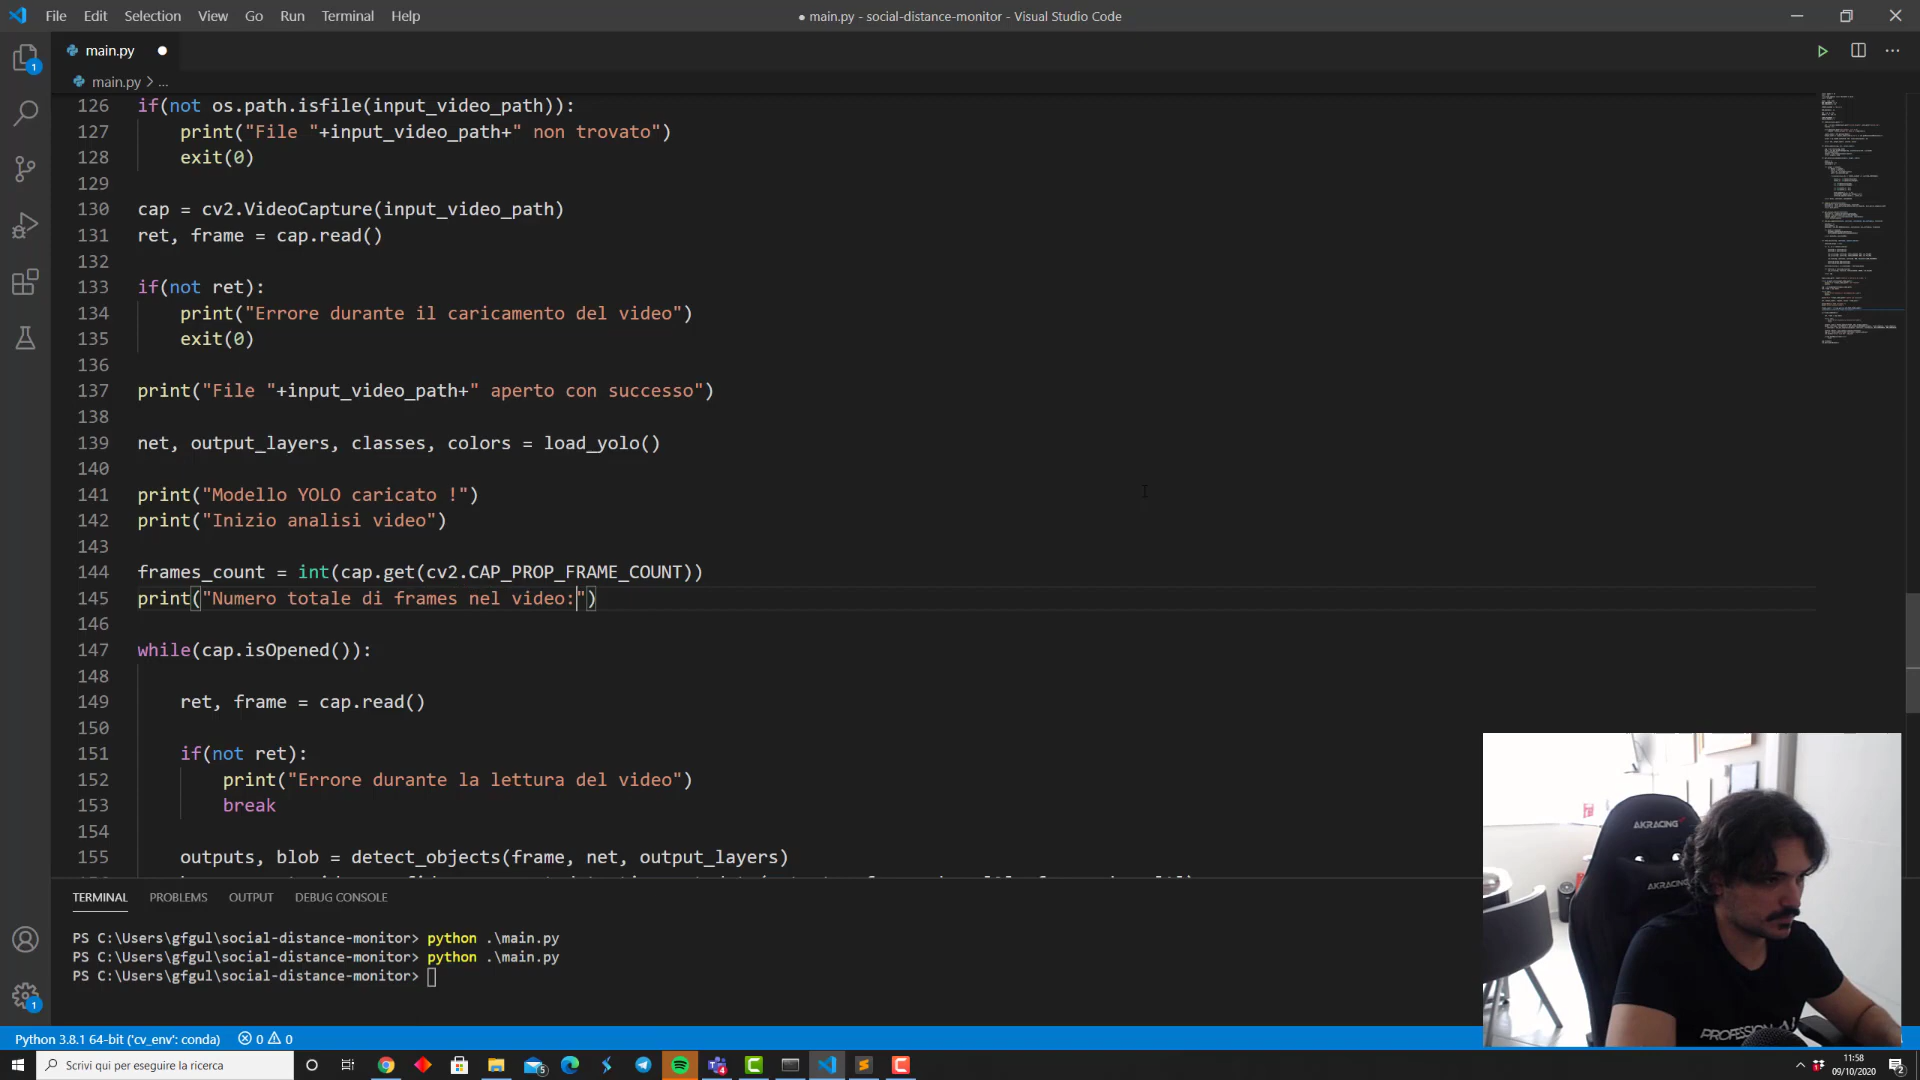 File Edit Selection View Go Run Terminal Help
● main.py - social-distance-monitor - Visual Studio Code
main.py ●
main.py > ...
126 if(not os.path.isfile(input_video_path)):
127 print("File "+input_video_path+" non trovato")
128 exit(0)
129
130 cap = cv2.VideoCapture(input_video_path)
131 ret, frame = cap.read()
132
133 if(not ret):
134 print("Errore durante il caricamento del video")
135 exit(0)
136
137 print("File "+input_video_path+" aperto con successo")
138
139 net, output_layers, classes, colors = load_yolo()
140
141 print("Modello YOLO caricato !")
142 print("Inizio analisi video")
143
144 frames_count = int(cap.get(cv2.CAP_PROP_FRAME_COUNT))
145 print("Numero totale di frames nel video:")
146
147 while(cap.isOpened()):
148
149 ret, frame = cap.read()
150
151 if(not ret):
152 print("Errore durante la lettura del video")
153 break
154
155 outputs, blob = detect_objects(frame, net, output_layers)
TERMINAL PROBLEMS OUTPUT DEBUG CONSOLE
PS C:\Users\gfgul\social-distance-monitor> python .\main.py
PS C:\Users\gfgul\social-distance-monitor> python .\main.py
PS C:\Users\gfgul\social-distance-monitor>
AKRACING
AKRACING
PROFESSION AI
Python 3.8.1 64-bit ('cv_env': conda) 0 0
Scrivi qui per eseguire la ricerca
11:58
09/10/2020